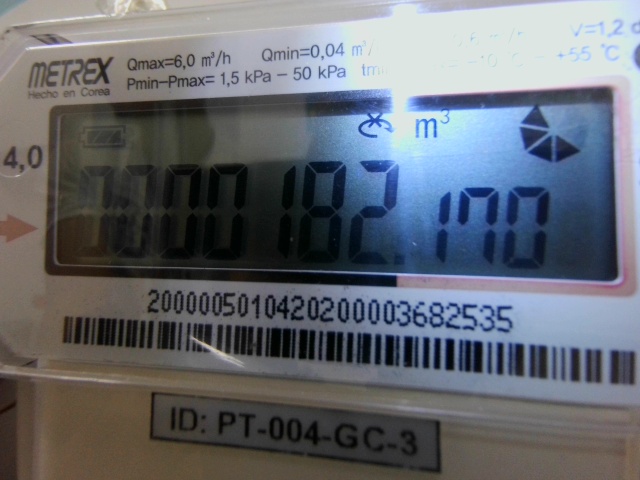 METREX
Hecho en Corea
Qmax=6,0 m³/h Qmin=0,04 m³/ V=1,2 d
Pmin-Pmax= 1,5 kPa - 50 kPa +55 °C
4,0
m³
0000182.170
2000005010420200003682535
ID: PT-004-GC-3